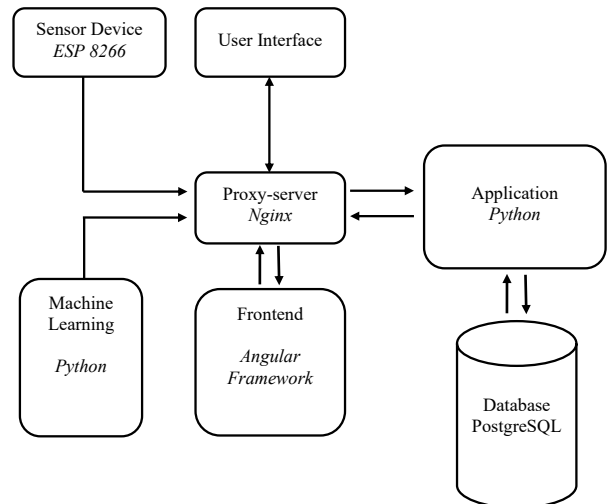 Sensor Device
ESP 8266
User Interface
Proxy-server
Nginx
Application
Python
Machine
Learning
Python
Frontend
Angular
Framework
Database
PostgreSQL